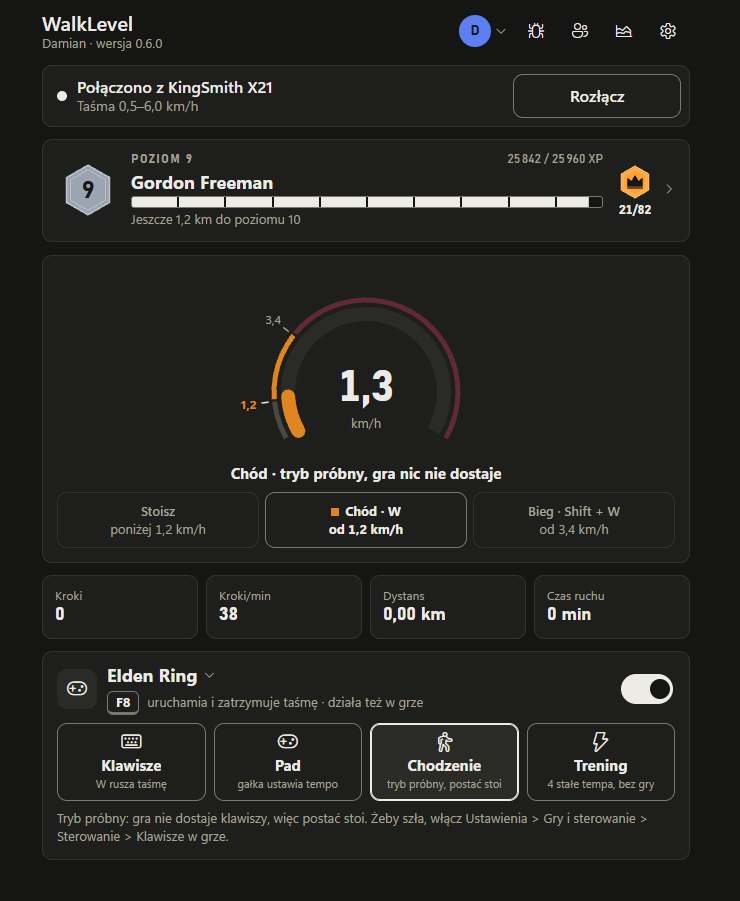 WalkLevel
Damian · wersja 0.6.0
D
Połączono z KingSmith X21
Taśma 0,5–6,0 km/h
Rozłącz
POZIOM 9
25 842 / 25 960 XP
9
Gordon Freeman
21/82
Jeszcze 1,2 km do poziomu 10
3,4
1,2
1,3
km/h
Chód · tryb próbny, gra nic nie dostaje
Stoisz
poniżej 1,2 km/h
Chód · W
od 1,2 km/h
Bieg · Shift + W
od 3,4 km/h
Kroki
0
Kroki/min
38
Dystans
0,00 km
Czas ruchu
0 min
Elden Ring
F8 uruchamia i zatrzymuje taśmę · działa też w grze
Klawisze
W rusza taśmę
Pad
gałka ustawia tempo
Chodzenie
tryb próbny, postać stoi
Trening
4 stałe tempa, bez gry
Tryb próbny: gra nie dostaje klawiszy, więc postać stoi. Żeby szła, włącz Ustawienia > Gry i sterowanie >
Sterowanie > Klawisze w grze.